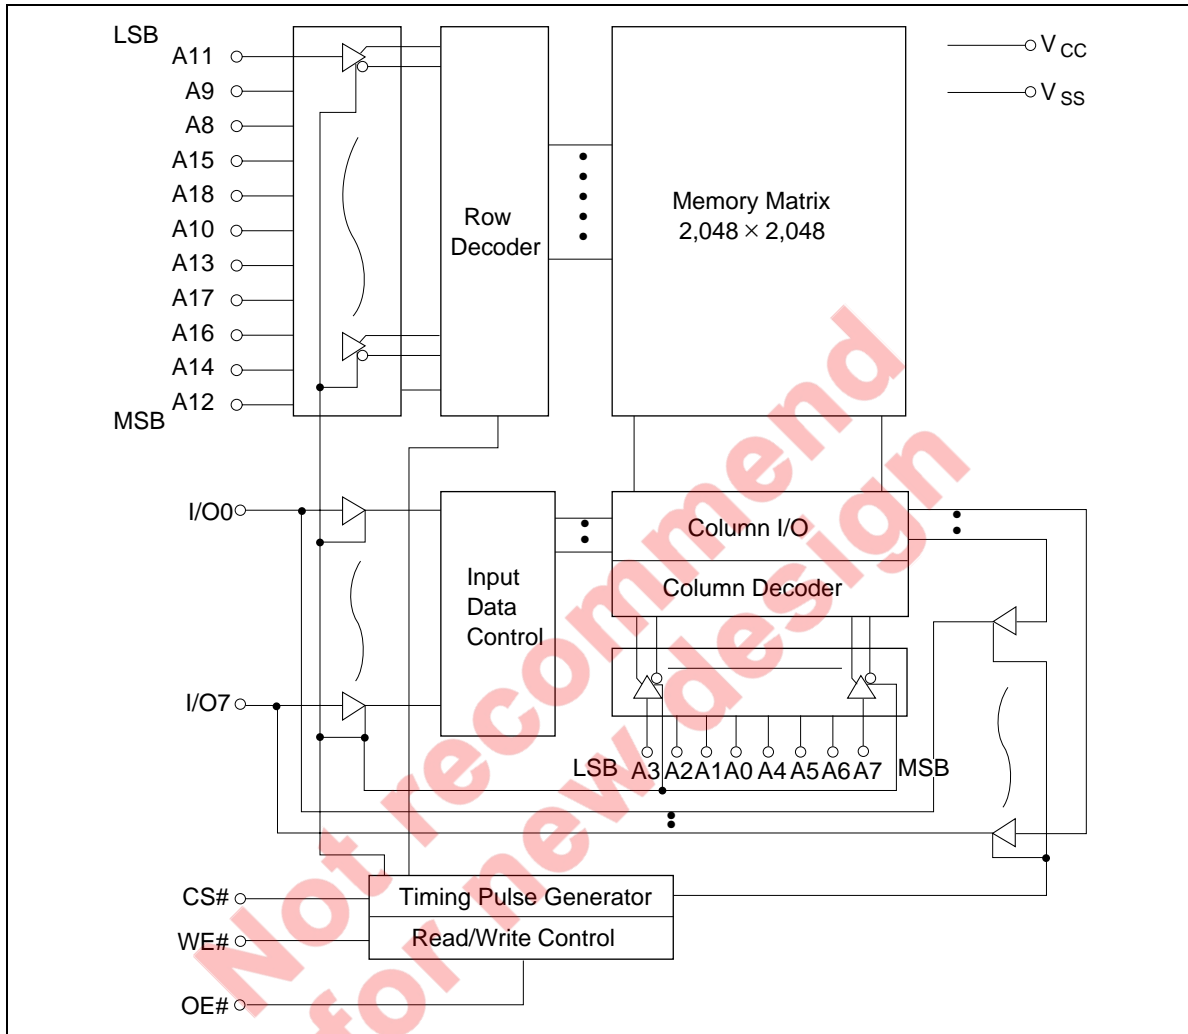 LSB
A11
A9
A8
A15
A18
A10
A13
A17
A16
A14
A12
MSB
Row
Decoder
Memory Matrix
2,048 × 2,048
VCC
VSS
I/O0
I/O7
Input
Data
Control
Column I/O
Column Decoder
LSB A3 A2 A1 A0 A4 A5 A6 A7 MSB
CS#
WE#
OE#
Timing Pulse Generator
Read/Write Control
Not recommend
for new design